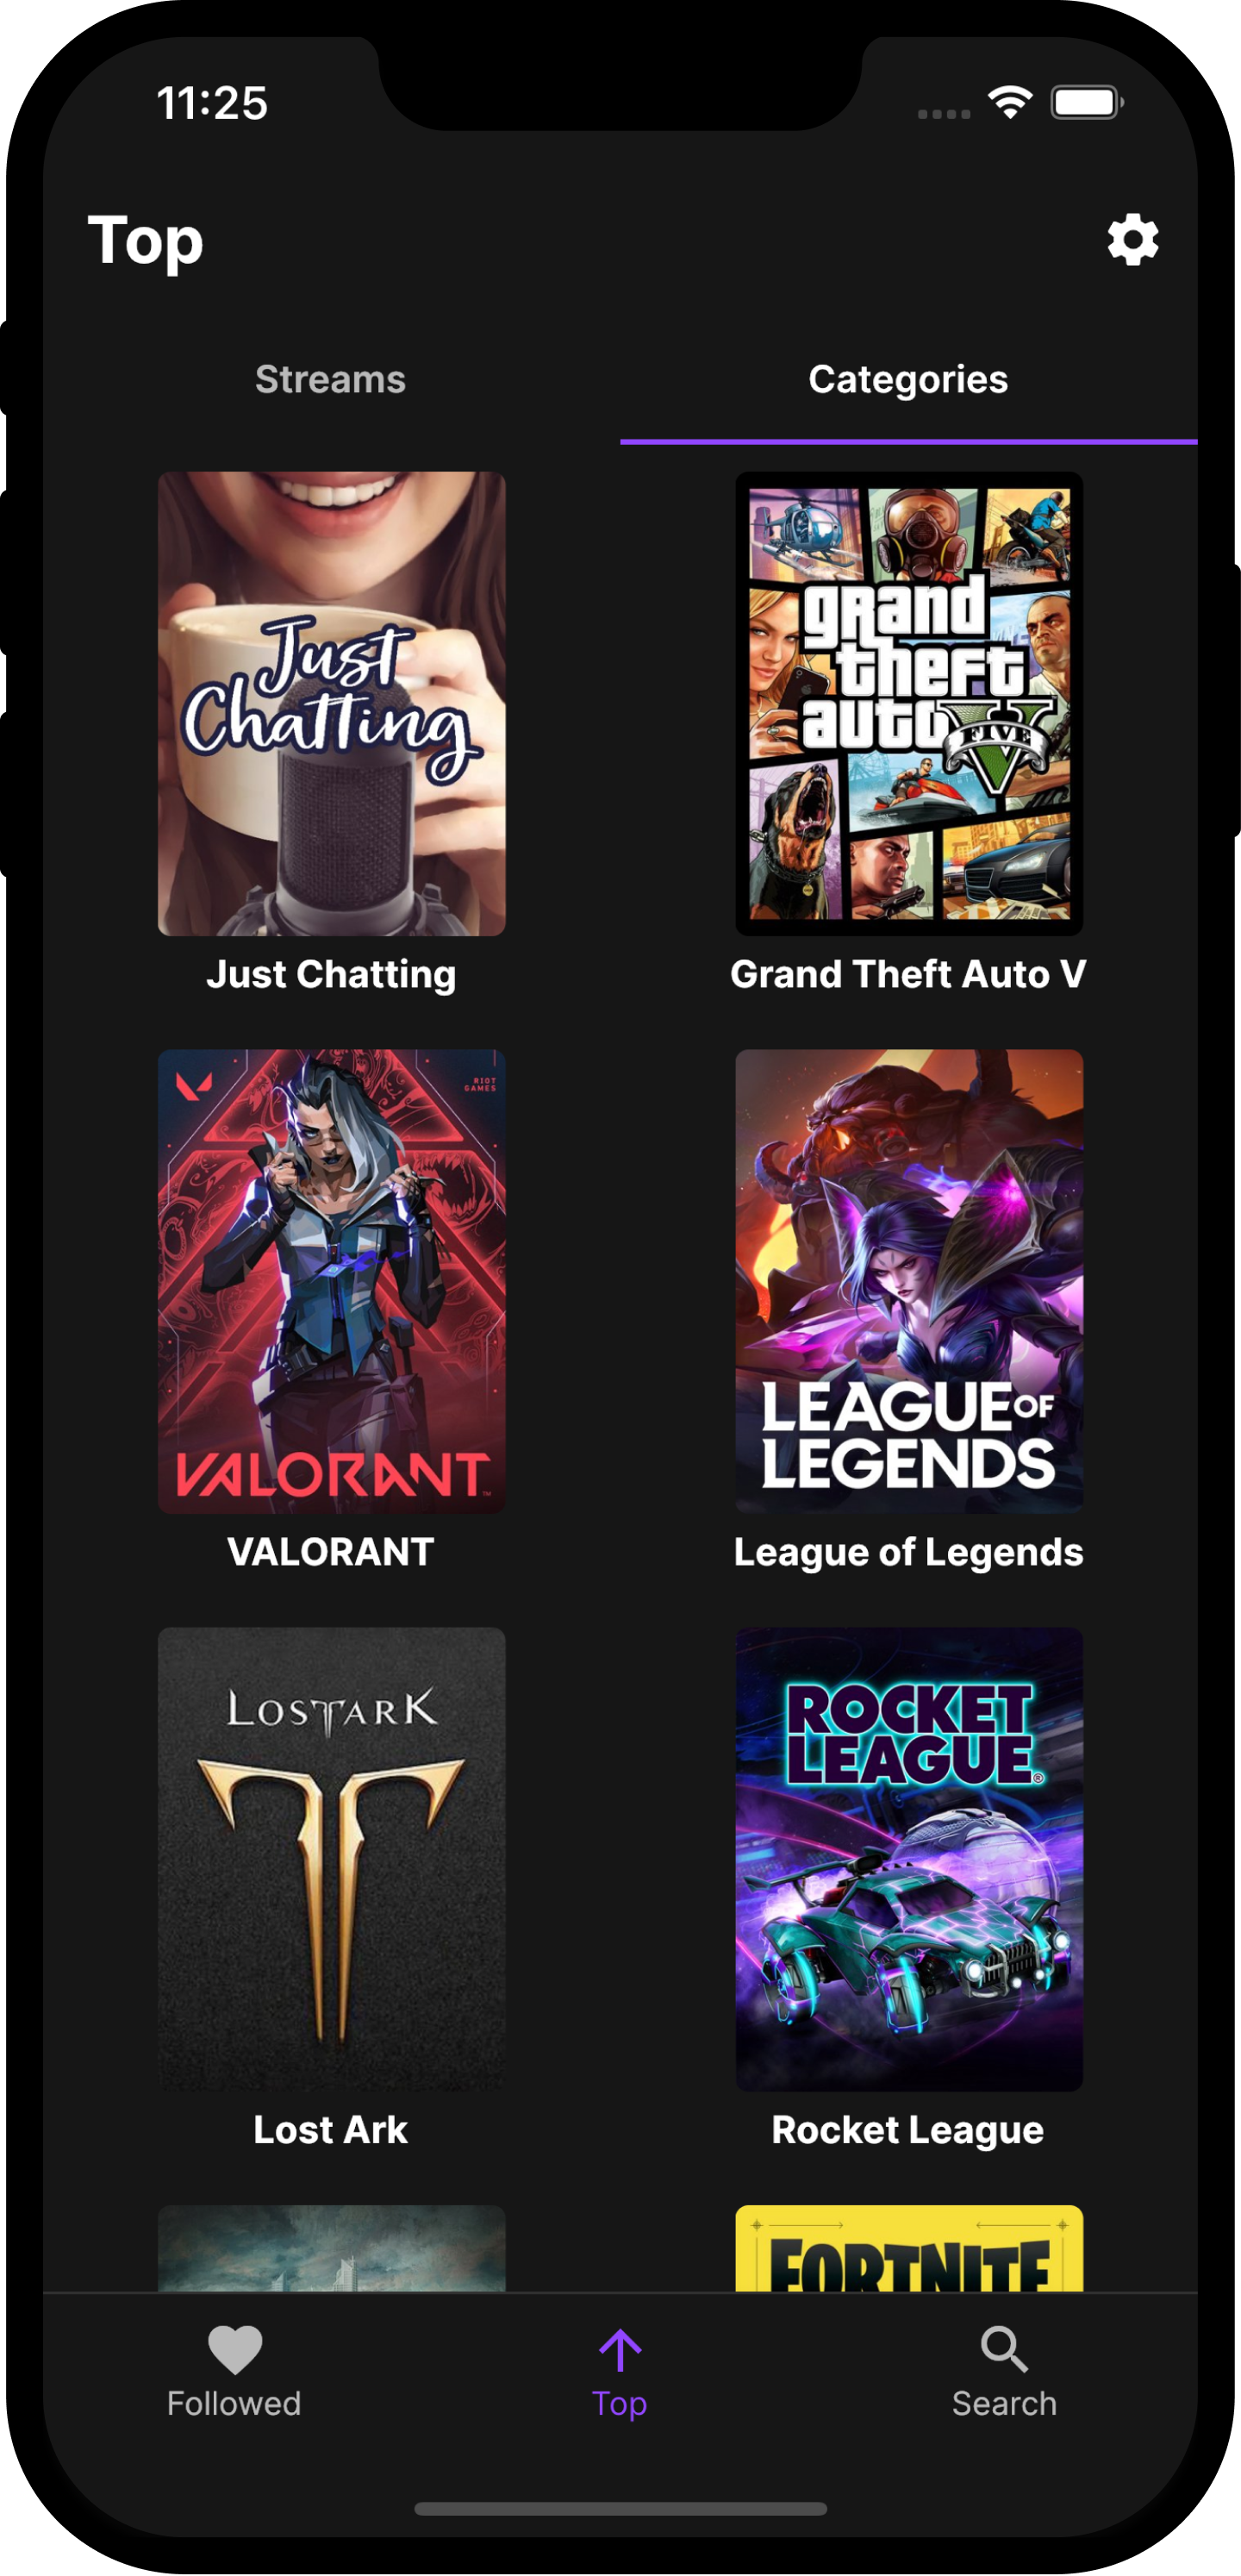 11:25
Top
Streams
Categories
Just
Chatting
grand
theft
auto
FIVE
Just Chatting
Grand Theft Auto V
RIOT
GAMES
VALORANT
LEAGUE OF
LEGENDS
VALORANT
League of Legends
LOST ARK
ROCKET
LEAGUE®
Lost Ark
Rocket League
FORTNITE
Followed
Top
Search